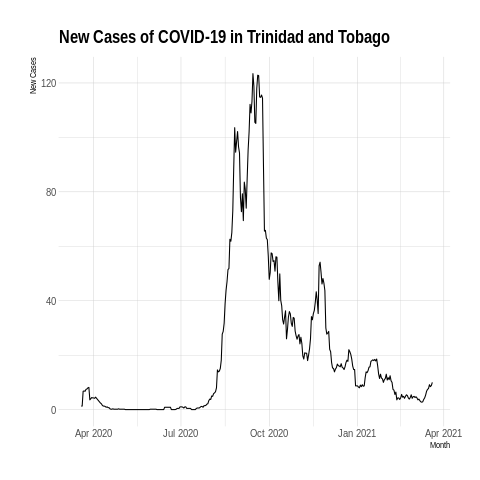 New Cases of COVID-19 in Trinidad and Tobago
New Cases
120
80
40
0
Apr 2020
Jul 2020
Oct 2020
Jan 2021
Apr 2021
Month